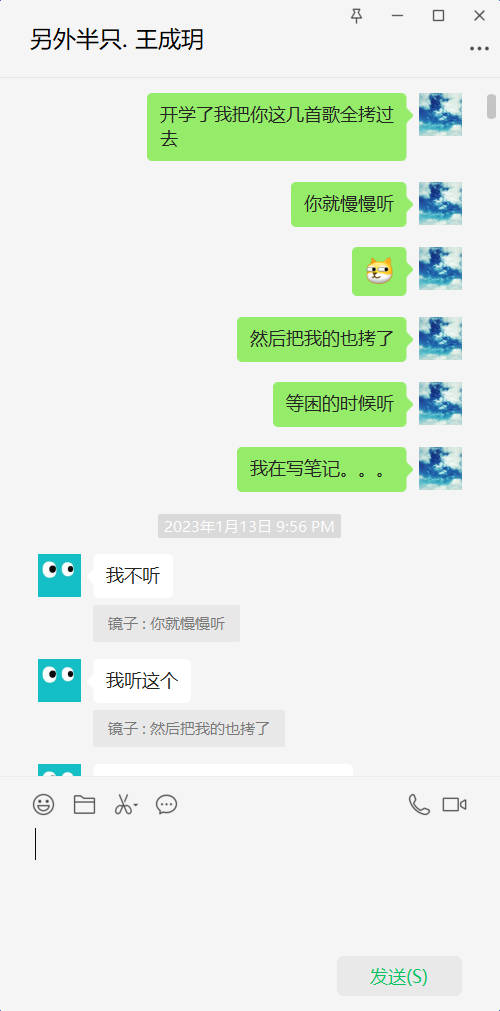 另外半只. 王成玥
开学了我把你这几首歌全拷过
去
你就慢慢听
然后把我的也拷了
等困的时候听
我在写笔记。。。
2023年1月13日 9:56 PM
我不听
镜子 : 你就慢慢听
我听这个
镜子 : 然后把我的也拷了
发送(S)